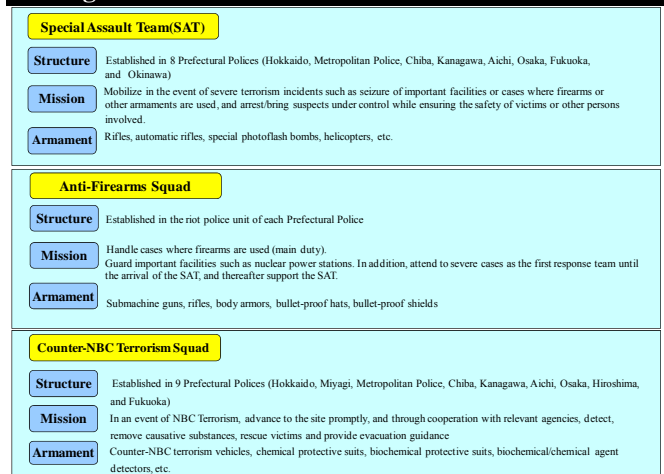 Special Assault Team(SAT)
Structure
Established in 8 Prefectural Polices (Hokkaido, Metropolitan Police, Chiba, Kanagawa, Aichi, Osaka, Fukuoka,
and Okinawa)
Mission
Mobilize in the event of severe terrorism incidents such as seizure of important facilities or cases where firearms or
other armaments are used, and arrest/bring suspects under control while ensuring the safety of victims or other persons
involved.
Armament
Rifles, automatic rifles, special photoflash bombs, helicopters, etc.
Anti-Firearms Squad
Structure
Established in the riot police unit of each Prefectural Police
Mission
Handle cases where firearms are used (main duty).
Guard important facilities such as nuclear power stations. In addition, attend to severe cases as the first response team until
the arrival of the SAT, and thereafter support the SAT.
Armament
Submachine guns, rifles, body armors, bullet-proof hats, bullet-proof shields
Counter-NBC Terrorism Squad
Structure
Established in 9 Prefectural Polices (Hokkaido, Miyagi, Metropolitan Police, Chiba, Kanagawa, Aichi, Osaka, Hiroshima,
and Fukuoka)
Mission
In an event of NBC Terrorism, advance to the site promptly, and through cooperation with relevant agencies, detect,
remove causative substances, rescue victims and provide evacuation guidance
Armament
Counter-NBC terrorism vehicles, chemical protective suits, biochemical protective suits, biochemical/chemical agent
detectors, etc.